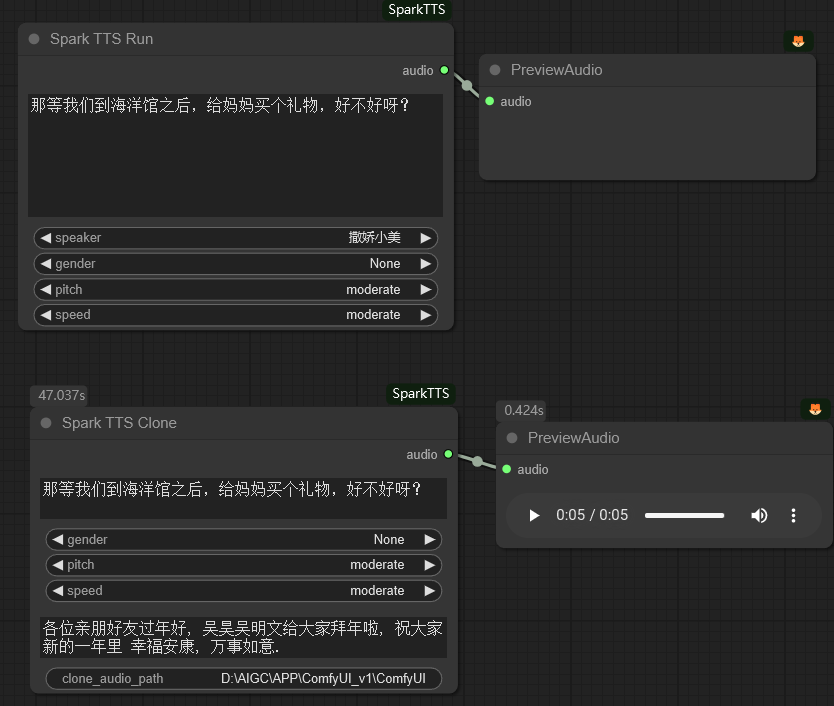 SparkTTS
Spark TTS Run
audio
PreviewAudio
audio
那等我们到海洋馆之后，给妈妈买个礼物，好不好呀？
speaker 撒娇小美
gender None
pitch moderate
speed moderate
47.037s
SparkTTS
Spark TTS Clone
audio
0.424s
PreviewAudio
audio
那等我们到海洋馆之后，给妈妈买个礼物，好不好呀？
0:05 / 0:05
gender None
pitch moderate
speed moderate
各位亲朋好友过年好, 吴昊吴明文给大家拜年啦, 祝大家
新的一年里 幸福安康, 万事如意.
clone_audio_path D:\AIGC\APP\ComfyUI_v1\ComfyUI